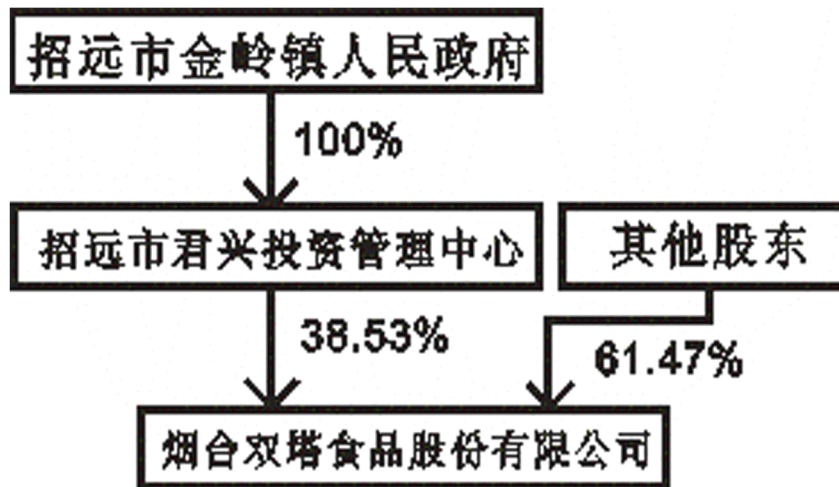 招远市金岭镇人民政府
100%
招远市君兴投资管理中心
其他股东
38.53%
61.47%
烟台双塔食品股份有限公司